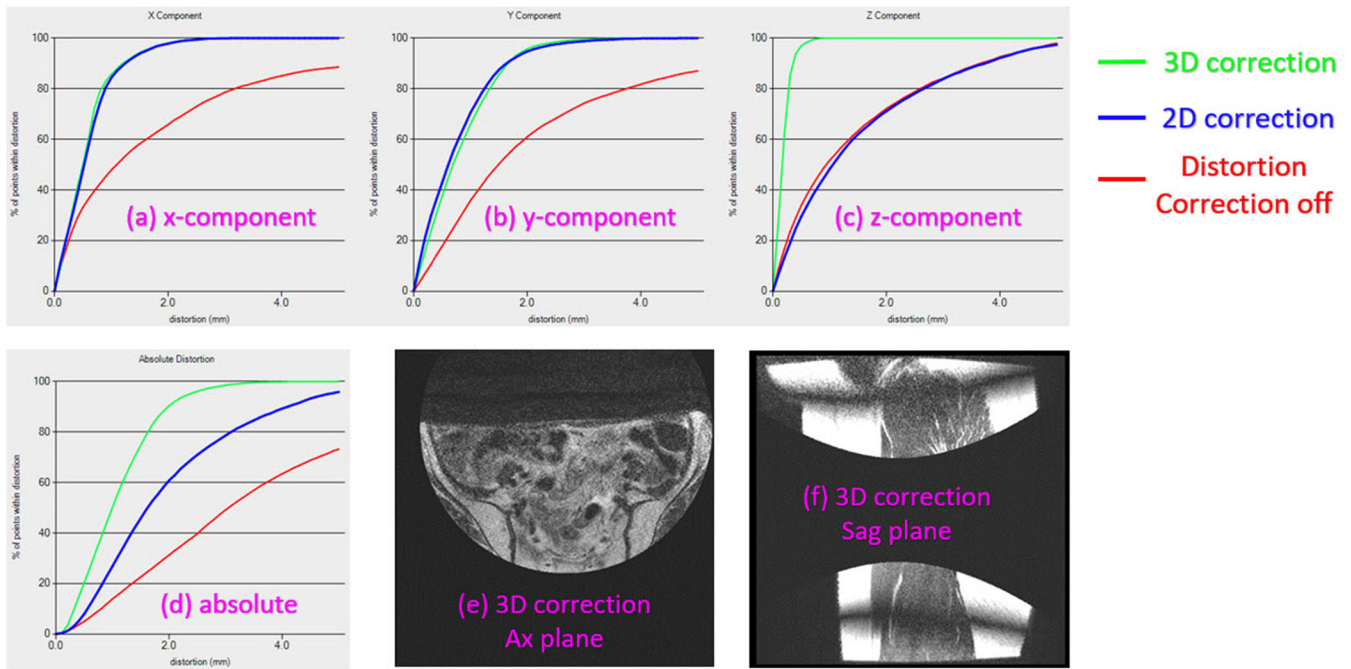 X Component
% of points within distortion
100
80
60
40
20
0
0.0
2.0
4.0
distortion (mm)
(a) x-component
Y Component
% of points within distortion
100
80
60
40
20
0
0.0
2.0
4.0
distortion (mm)
(b) y-component
Z Component
% of points within distortion
100
80
60
40
20
0
0.0
2.0
4.0
distortion (mm)
(c) z-component
3D correction
2D correction
Distortion
Correction off
Absolute Distortion
% of points within distortion
100
80
60
40
20
0
0.0
2.0
4.0
distortion (mm)
(d) absolute
(e) 3D correction
Ax plane
(f) 3D correction
Sag plane